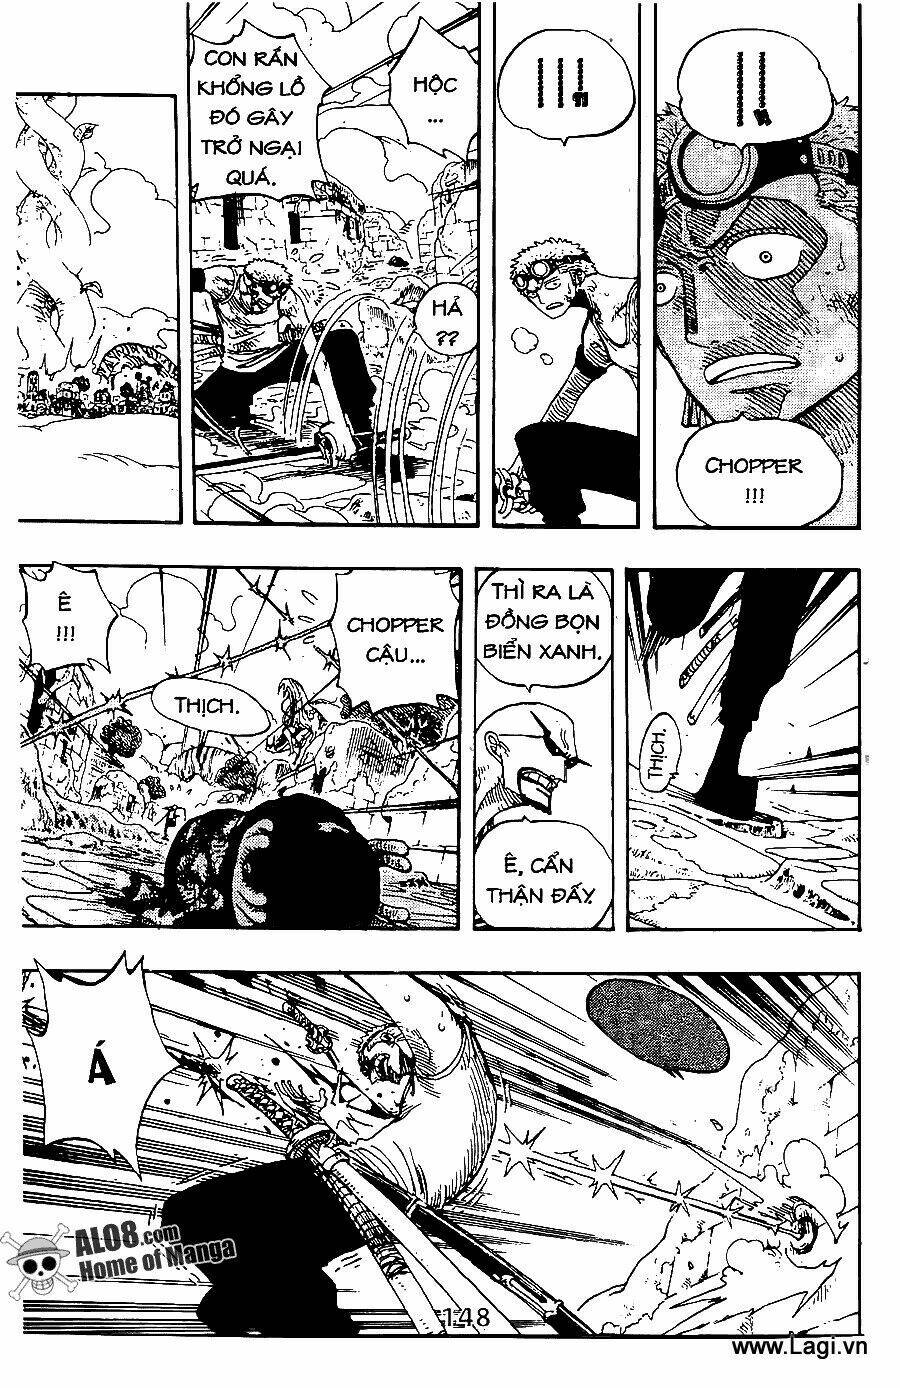 !!
!!
CHOPPER
!!!
HỘC
...
CON RẮN
KHỔNG LỒ
ĐÓ GÂY
TRỞ NGẠI
QUÁ.
HẢ
??
THỊCH.
THÌ RA LÀ
ĐỒNG BỌN
BIỂN XANH.
Ê, CẨN
THẬN ĐẤY.
CHOPPER
CẬU...
THỊCH.
Ê
!!!
Á
148
ALO8.com
Home of Manga
www.Lagi.vn